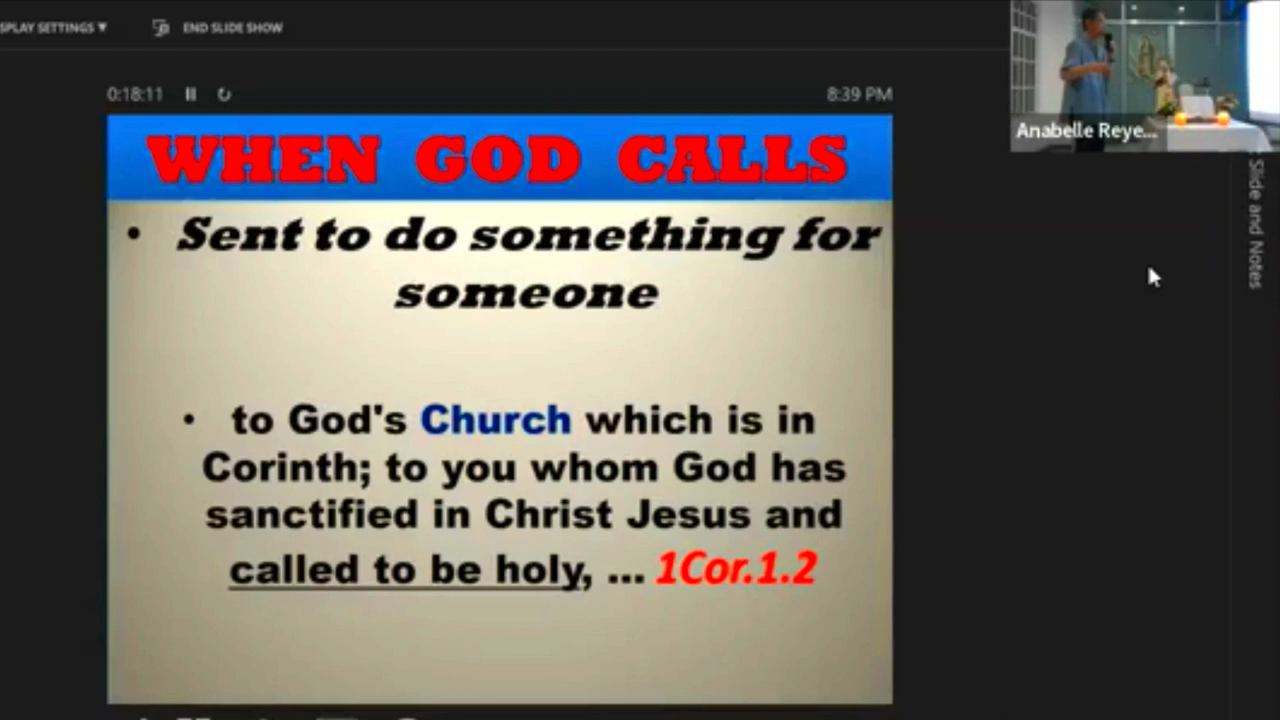 SPLAY SETTINGS ▼ END SLIDE SHOW
0:18:11 8:39 PM
Anabelle Reye...
WHEN GOD CALLS
• Sent to do something for
someone
• to God's Church which is in
Corinth; to you whom God has
sanctified in Christ Jesus and
called to be holy, ... 1Cor.1.2
Slide and Notes